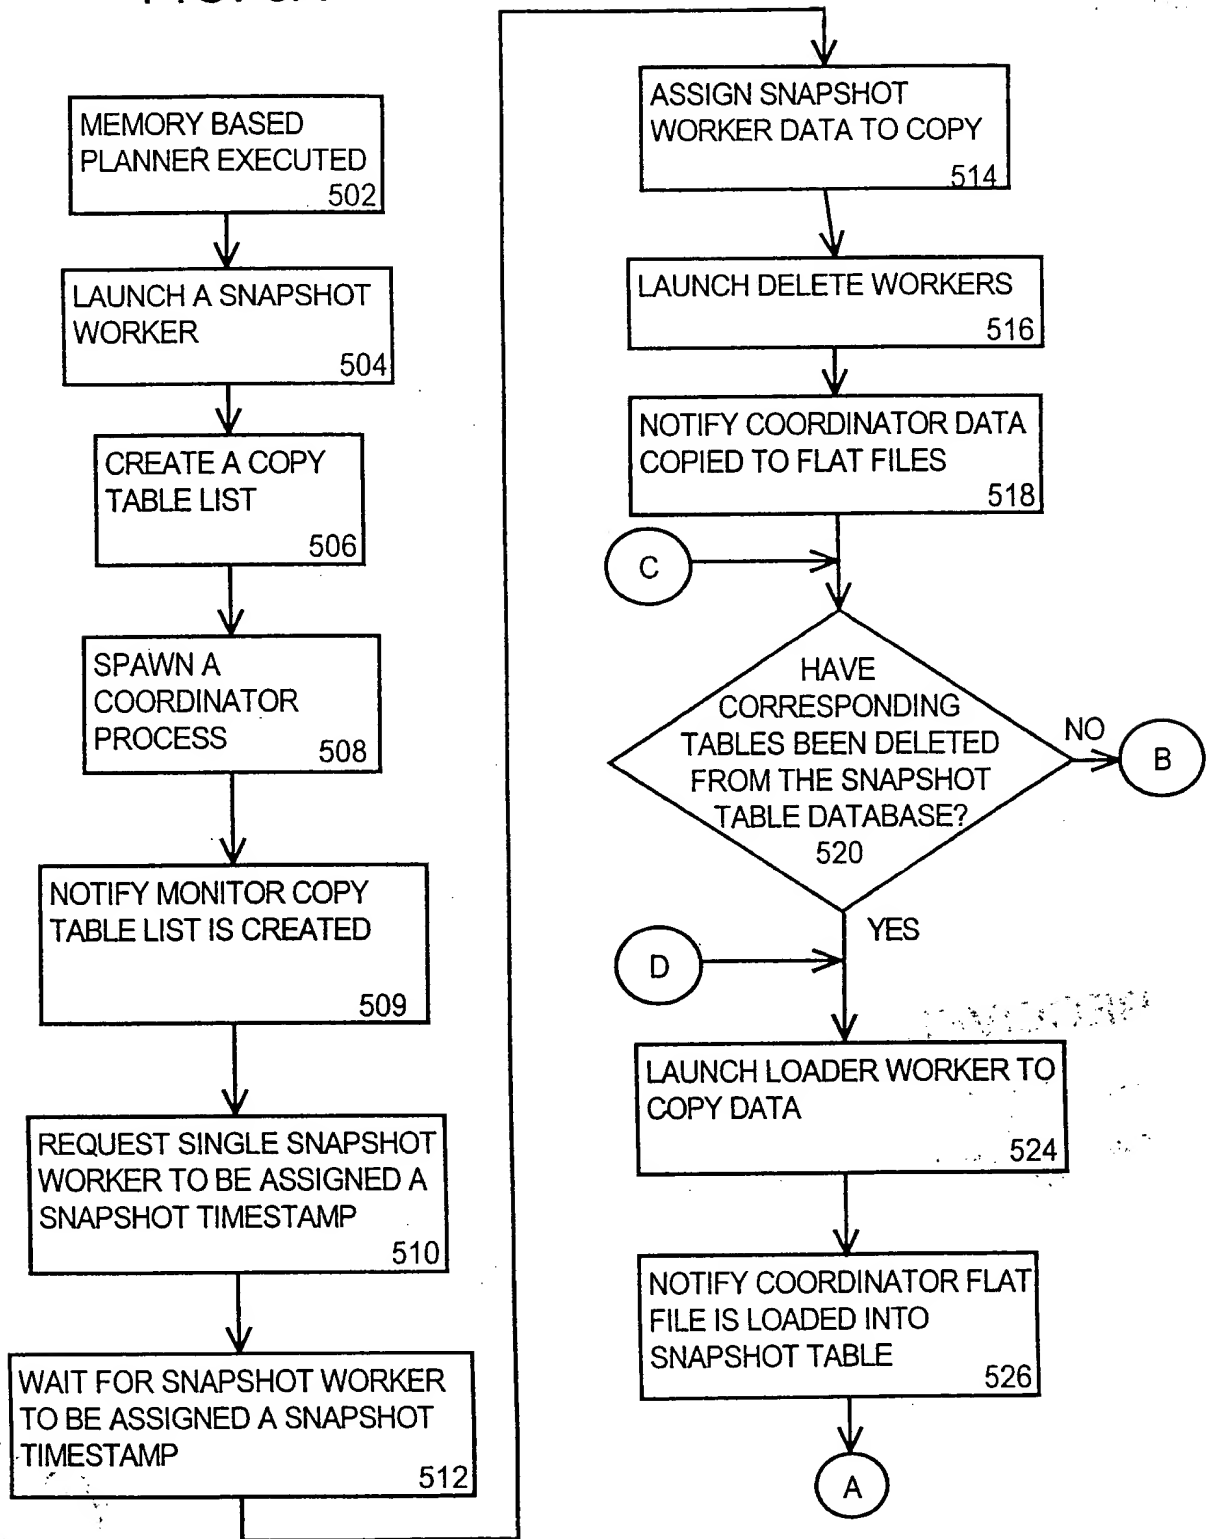 MEMORY BASED
PLANNER EXECUTED
502
LAUNCH A SNAPSHOT
WORKER
504
CREATE A COPY
TABLE LIST
506
SPAWN A
COORDINATOR
PROCESS
508
NOTIFY MONITOR COPY
TABLE LIST IS CREATED
509
REQUEST SINGLE SNAPSHOT
WORKER TO BE ASSIGNED A
SNAPSHOT TIMESTAMP
510
WAIT FOR SNAPSHOT WORKER
TO BE ASSIGNED A SNAPSHOT
TIMESTAMP
512
ASSIGN SNAPSHOT
WORKER DATA TO COPY
514
LAUNCH DELETE WORKERS
516
NOTIFY COORDINATOR DATA
COPIED TO FLAT FILES
518
C
HAVE
CORRESPONDING
TABLES BEEN DELETED
FROM THE SNAPSHOT
TABLE DATABASE?
520
NO
B
YES
D
LAUNCH LOADER WORKER TO
COPY DATA
524
NOTIFY COORDINATOR FLAT
FILE IS LOADED INTO
SNAPSHOT TABLE
526
A